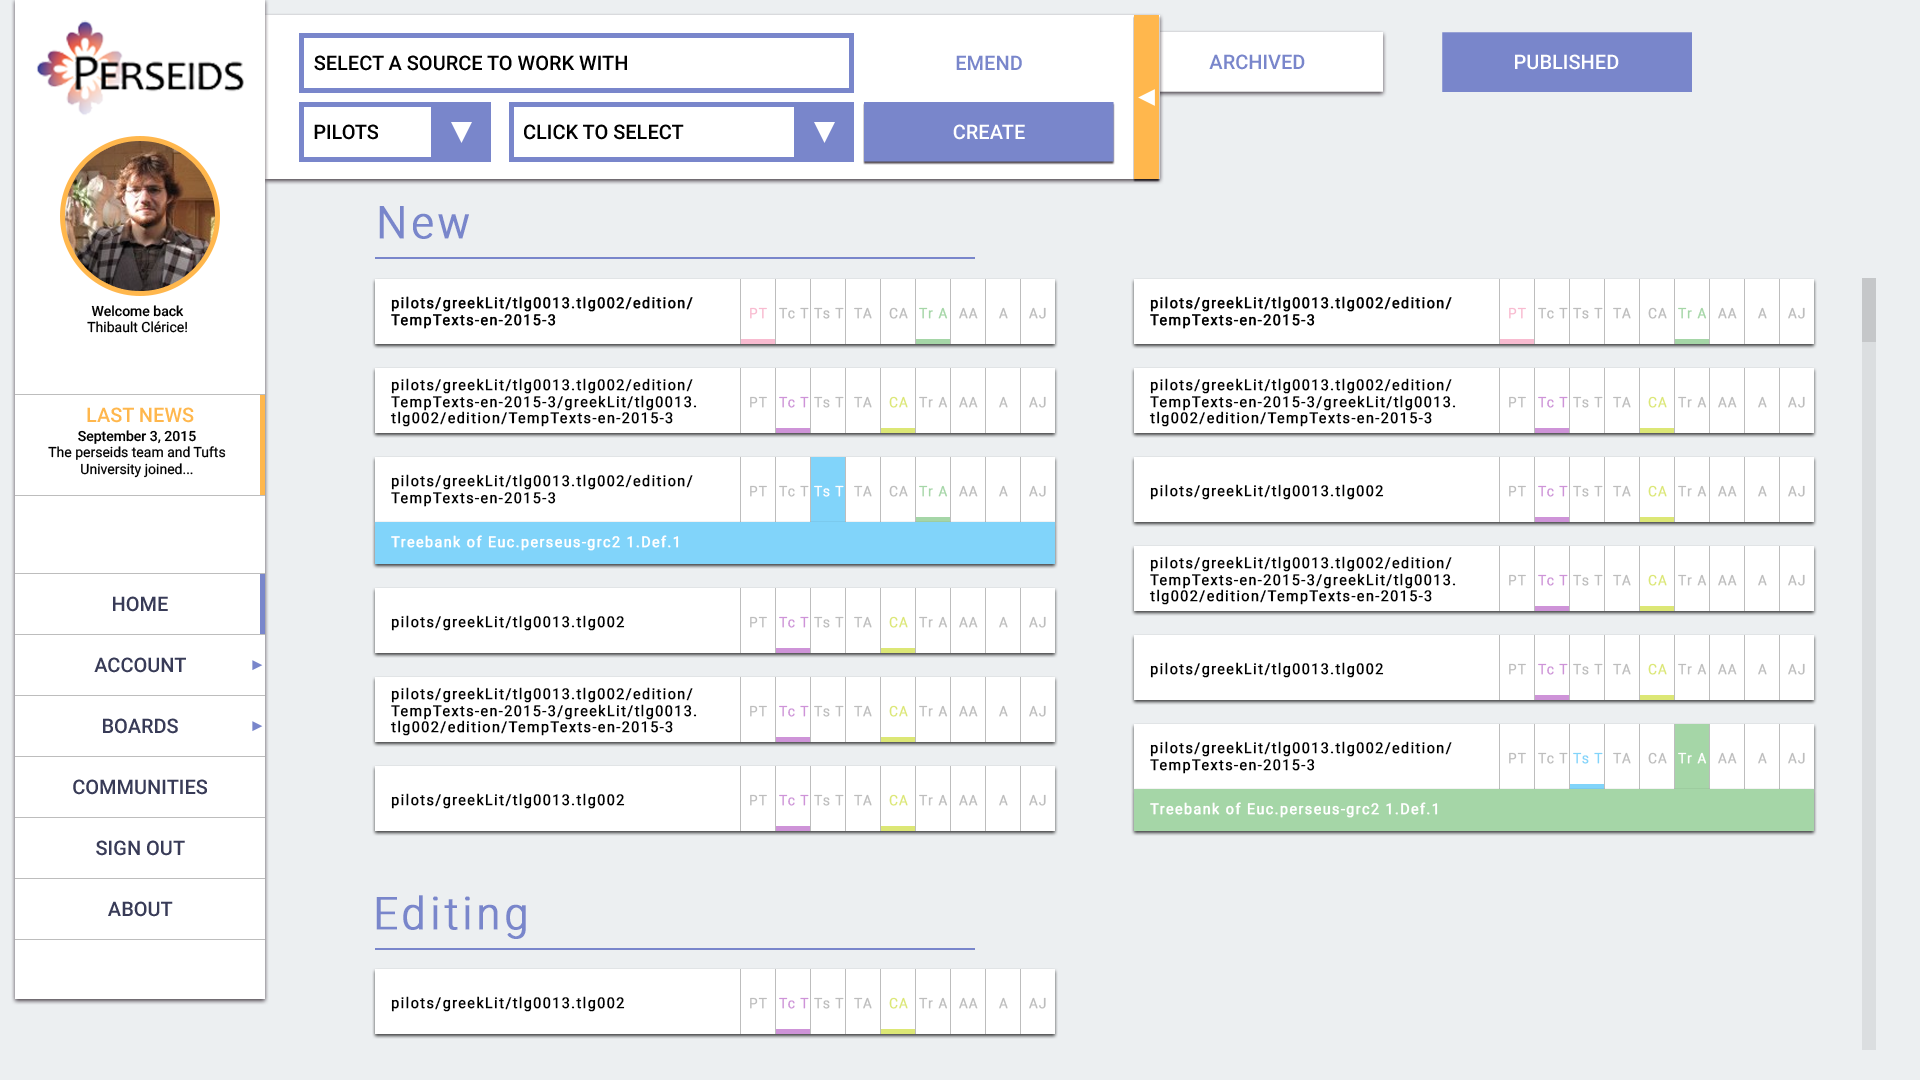 PERSEIDS
Welcome back
Thibault Clérice!
LAST NEWS
September 3, 2015
The perseids team and Tufts
University joined...
HOME
ACCOUNT
BOARDS
COMMUNITIES
SIGN OUT
ABOUT
SELECT A SOURCE TO WORK WITH
EMEND
PILOTS
CLICK TO SELECT
CREATE
ARCHIVED
PUBLISHED
New
pilots/greekLit/tlg0013.tlg002/edition/
TempTexts-en-2015-3
PT Tc T Ts T TA CA Tr A AA A AJ
pilots/greekLit/tlg0013.tlg002/edition/
TempTexts-en-2015-3/greekLit/tlg0013.
tlg002/edition/TempTexts-en-2015-3
PT Tc T Ts T TA CA Tr A AA A AJ
pilots/greekLit/tlg0013.tlg002/edition/
TempTexts-en-2015-3
PT Tc T Ts T TA CA Tr A AA A AJ
Treebank of Euc.perseus-grc2 1.Def.1
pilots/greekLit/tlg0013.tlg002
PT Tc T Ts T TA CA Tr A AA A AJ
pilots/greekLit/tlg0013.tlg002/edition/
TempTexts-en-2015-3/greekLit/tlg0013.
tlg002/edition/TempTexts-en-2015-3
PT Tc T Ts T TA CA Tr A AA A AJ
pilots/greekLit/tlg0013.tlg002
PT Tc T Ts T TA CA Tr A AA A AJ
pilots/greekLit/tlg0013.tlg002/edition/
TempTexts-en-2015-3
PT Tc T Ts T TA CA Tr A AA A AJ
pilots/greekLit/tlg0013.tlg002/edition/
TempTexts-en-2015-3/greekLit/tlg0013.
tlg002/edition/TempTexts-en-2015-3
PT Tc T Ts T TA CA Tr A AA A AJ
pilots/greekLit/tlg0013.tlg002
PT Tc T Ts T TA CA Tr A AA A AJ
pilots/greekLit/tlg0013.tlg002/edition/
TempTexts-en-2015-3/greekLit/tlg0013.
tlg002/edition/TempTexts-en-2015-3
PT Tc T Ts T TA CA Tr A AA A AJ
pilots/greekLit/tlg0013.tlg002
PT Tc T Ts T TA CA Tr A AA A AJ
pilots/greekLit/tlg0013.tlg002/edition/
TempTexts-en-2015-3
PT Tc T Ts T TA CA Tr A AA A AJ
Treebank of Euc.perseus-grc2 1.Def.1
Editing
pilots/greekLit/tlg0013.tlg002
PT Tc T Ts T TA CA Tr A AA A AJ